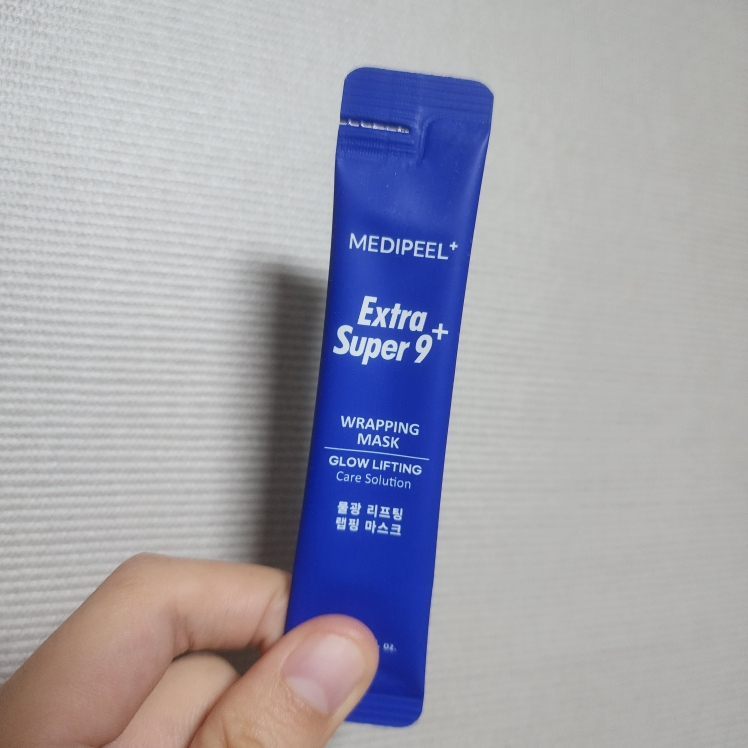 MEDIPEEL+
Extra
Super 9+
WRAPPING
MASK
GLOW LIFTING
Care Solution
물광 리프팅
랩핑 마스크
oz.